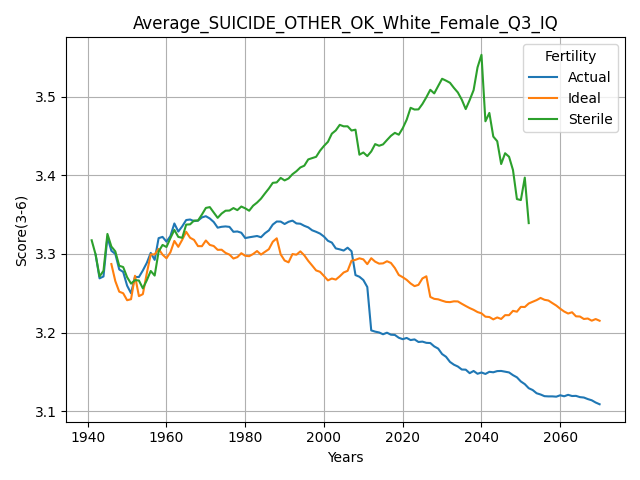 Average_SUICIDE_OTHER_OK_White_Female_Q3_IQ
Fertility
Actual
Ideal
Sterile
Score(3-6)
3.5
3.4
3.3
3.2
3.1
1940 1960 1980 2000 2020 2040 2060
Years